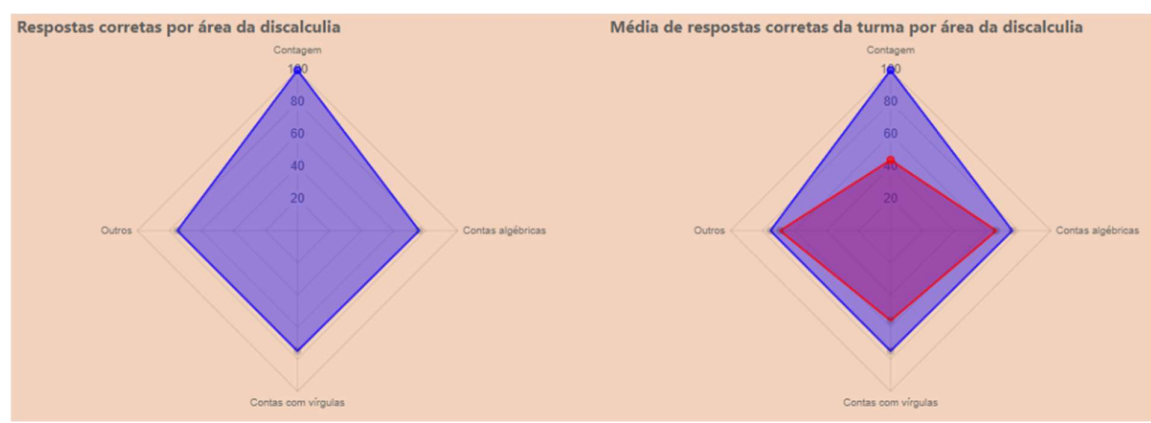 Respostas corretas por área da discalculia
Contagem
100
80
60
40
20
Outros
Contas algébricas
Contas com vírgulas
Média de respostas corretas da turma por área da discalculia
Contagem
100
80
60
40
20
Outros
Contas algébricas
Contas com vírgulas